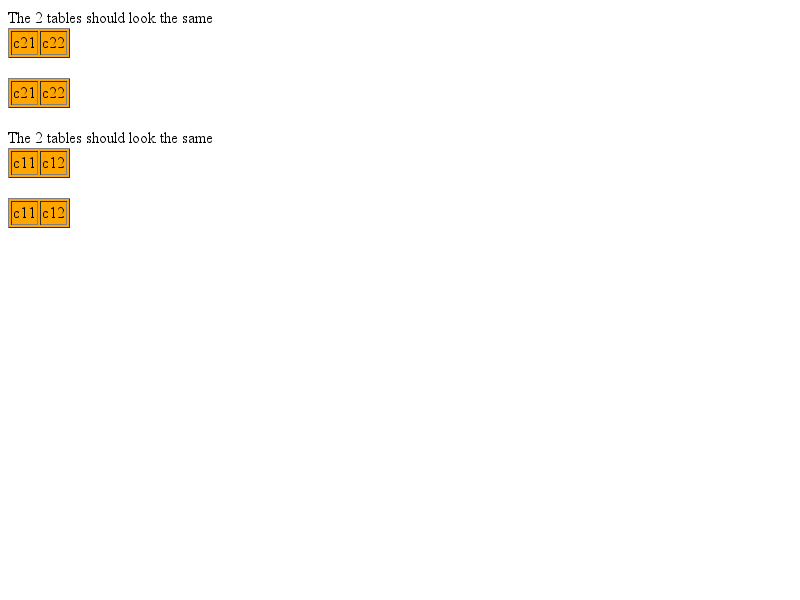 The 2 tables should look the same
c21 c22
c21 c22
The 2 tables should look the same
c11 c12
c11 c12